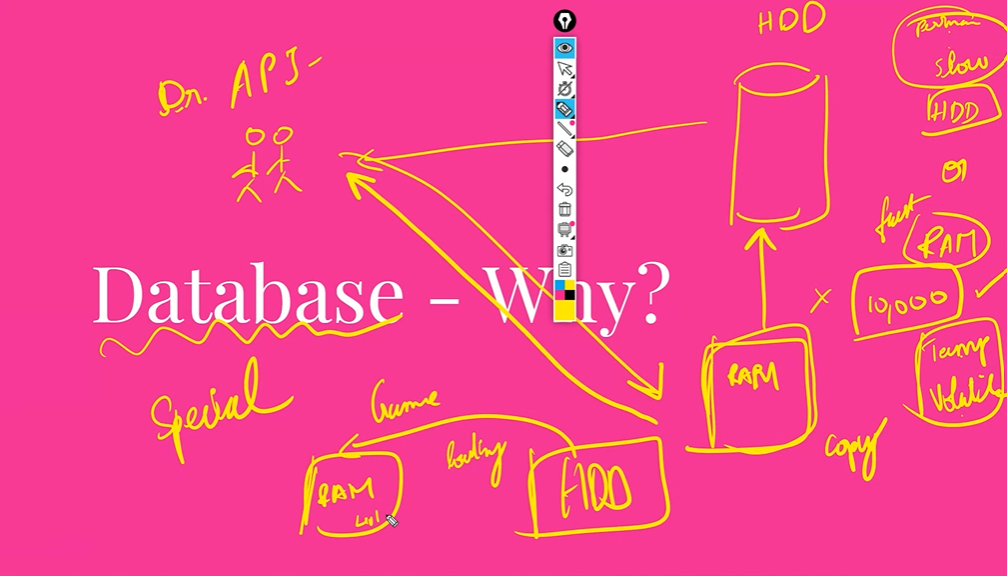 HDD
slow
Dr. APJ-
HDD
or
fast
RAM
Database - Why?
10,000
RAM
Temp
Volatile
Special
Game
copy
loading
HDD
RAM